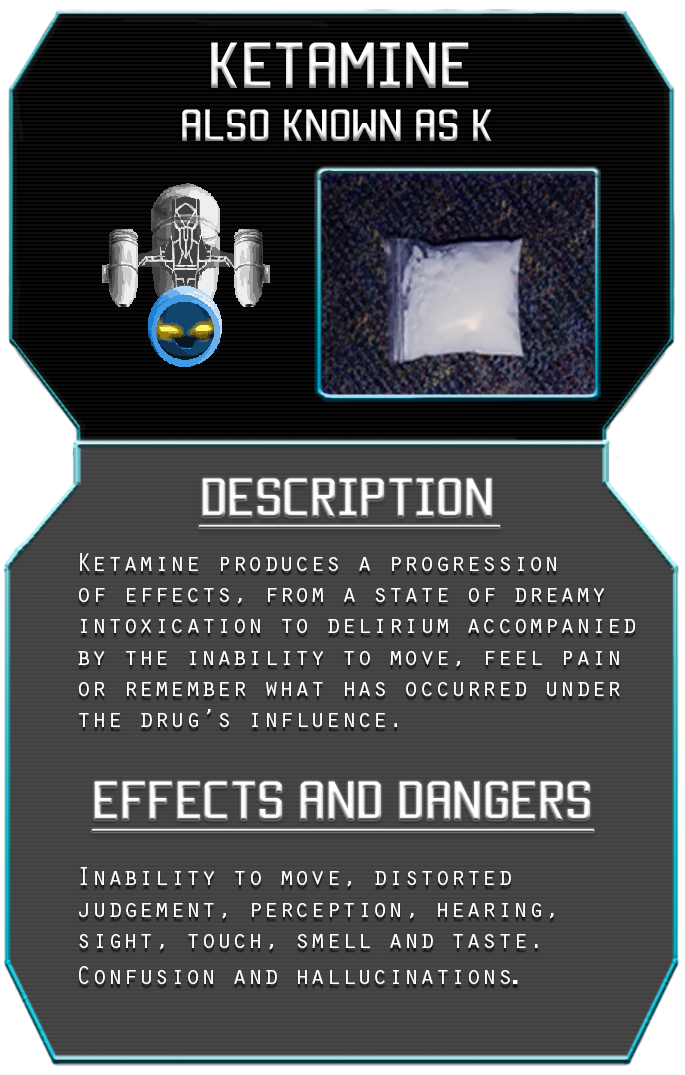 KETAMINE
ALSO KNOWN AS K
DESCRIPTION
KETAMINE PRODUCES A PROGRESSION
OF EFFECTS, FROM A STATE OF DREAMY
INTOXICATION TO DELIRIUM ACCOMPANIED
BY THE INABILITY TO MOVE, FEEL PAIN
OR REMEMBER WHAT HAS OCCURRED UNDER
THE DRUG'S INFLUENCE.
EFFECTS AND DANGERS
INABILITY TO MOVE, DISTORTED
JUDGEMENT, PERCEPTION, HEARING,
SIGHT, TOUCH, SMELL AND TASTE.
CONFUSION AND HALLUCINATIONS.